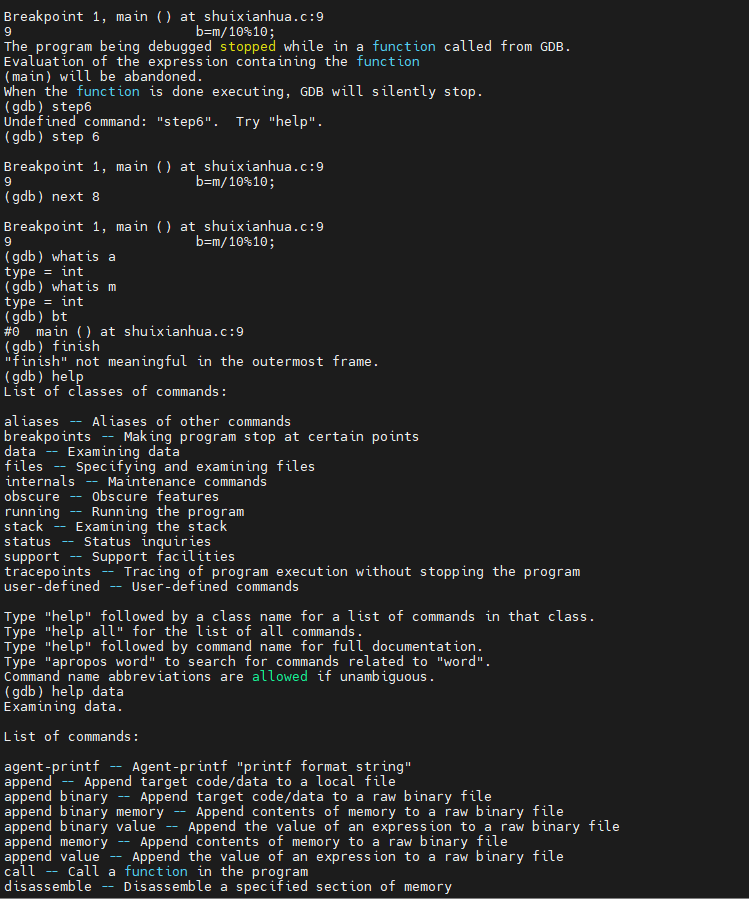 Breakpoint 1, main () at shuixianhua.c:9
9                       b=m/10%10;
The program being debugged stopped while in a function called from GDB.
Evaluation of the expression containing the function
(main) will be abandoned.
When the function is done executing, GDB will silently stop.
(gdb) step6
Undefined command: "step6".  Try "help".
(gdb) step 6
Breakpoint 1, main () at shuixianhua.c:9
9                       b=m/10%10;
(gdb) next 8
Breakpoint 1, main () at shuixianhua.c:9
9                       b=m/10%10;
(gdb) whatis a
type = int
(gdb) whatis m
type = int
(gdb) bt
#0  main () at shuixianhua.c:9
(gdb) finish
"finish" not meaningful in the outermost frame.
(gdb) help
List of classes of commands:
aliases -- Aliases of other commands
breakpoints -- Making program stop at certain points
data -- Examining data
files -- Specifying and examining files
internals -- Maintenance commands
obscure -- Obscure features
running -- Running the program
stack -- Examining the stack
status -- Status inquiries
support -- Support facilities
tracepoints -- Tracing of program execution without stopping the program
user-defined -- User-defined commands
Type "help" followed by a class name for a list of commands in that class.
Type "help all" for the list of all commands.
Type "help" followed by command name for full documentation.
Type "apropos word" to search for commands related to "word".
Command name abbreviations are allowed if unambiguous.
(gdb) help data
Examining data.
List of commands:
agent-printf -- Agent-printf "printf format string"
append -- Append target code/data to a local file
append binary -- Append target code/data to a raw binary file
append binary memory -- Append contents of memory to a raw binary file
append binary value -- Append the value of an expression to a raw binary file
append memory -- Append contents of memory to a raw binary file
append value -- Append the value of an expression to a raw binary file
call -- Call a function in the program
disassemble -- Disassemble a specified section of memory